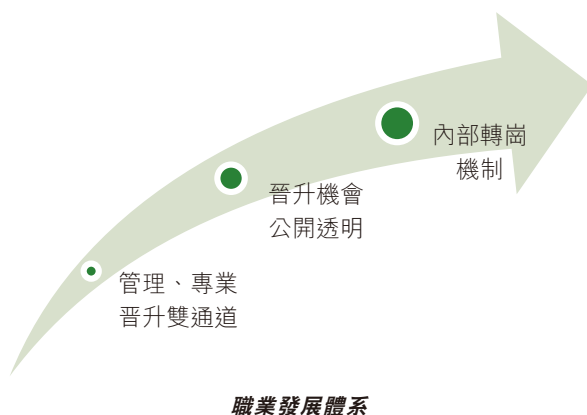 內部轉崗
機制
晉升機會
公開透明
管理、專業
晉升雙通道
職業發展體系